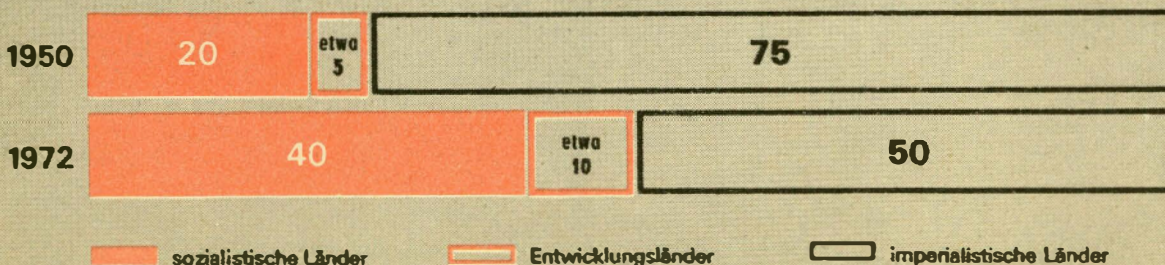 1950 20 etwa 5 75
1972 40 etwa 10 50
sozialistische Länder Entwicklungsländer imperialistische Länder